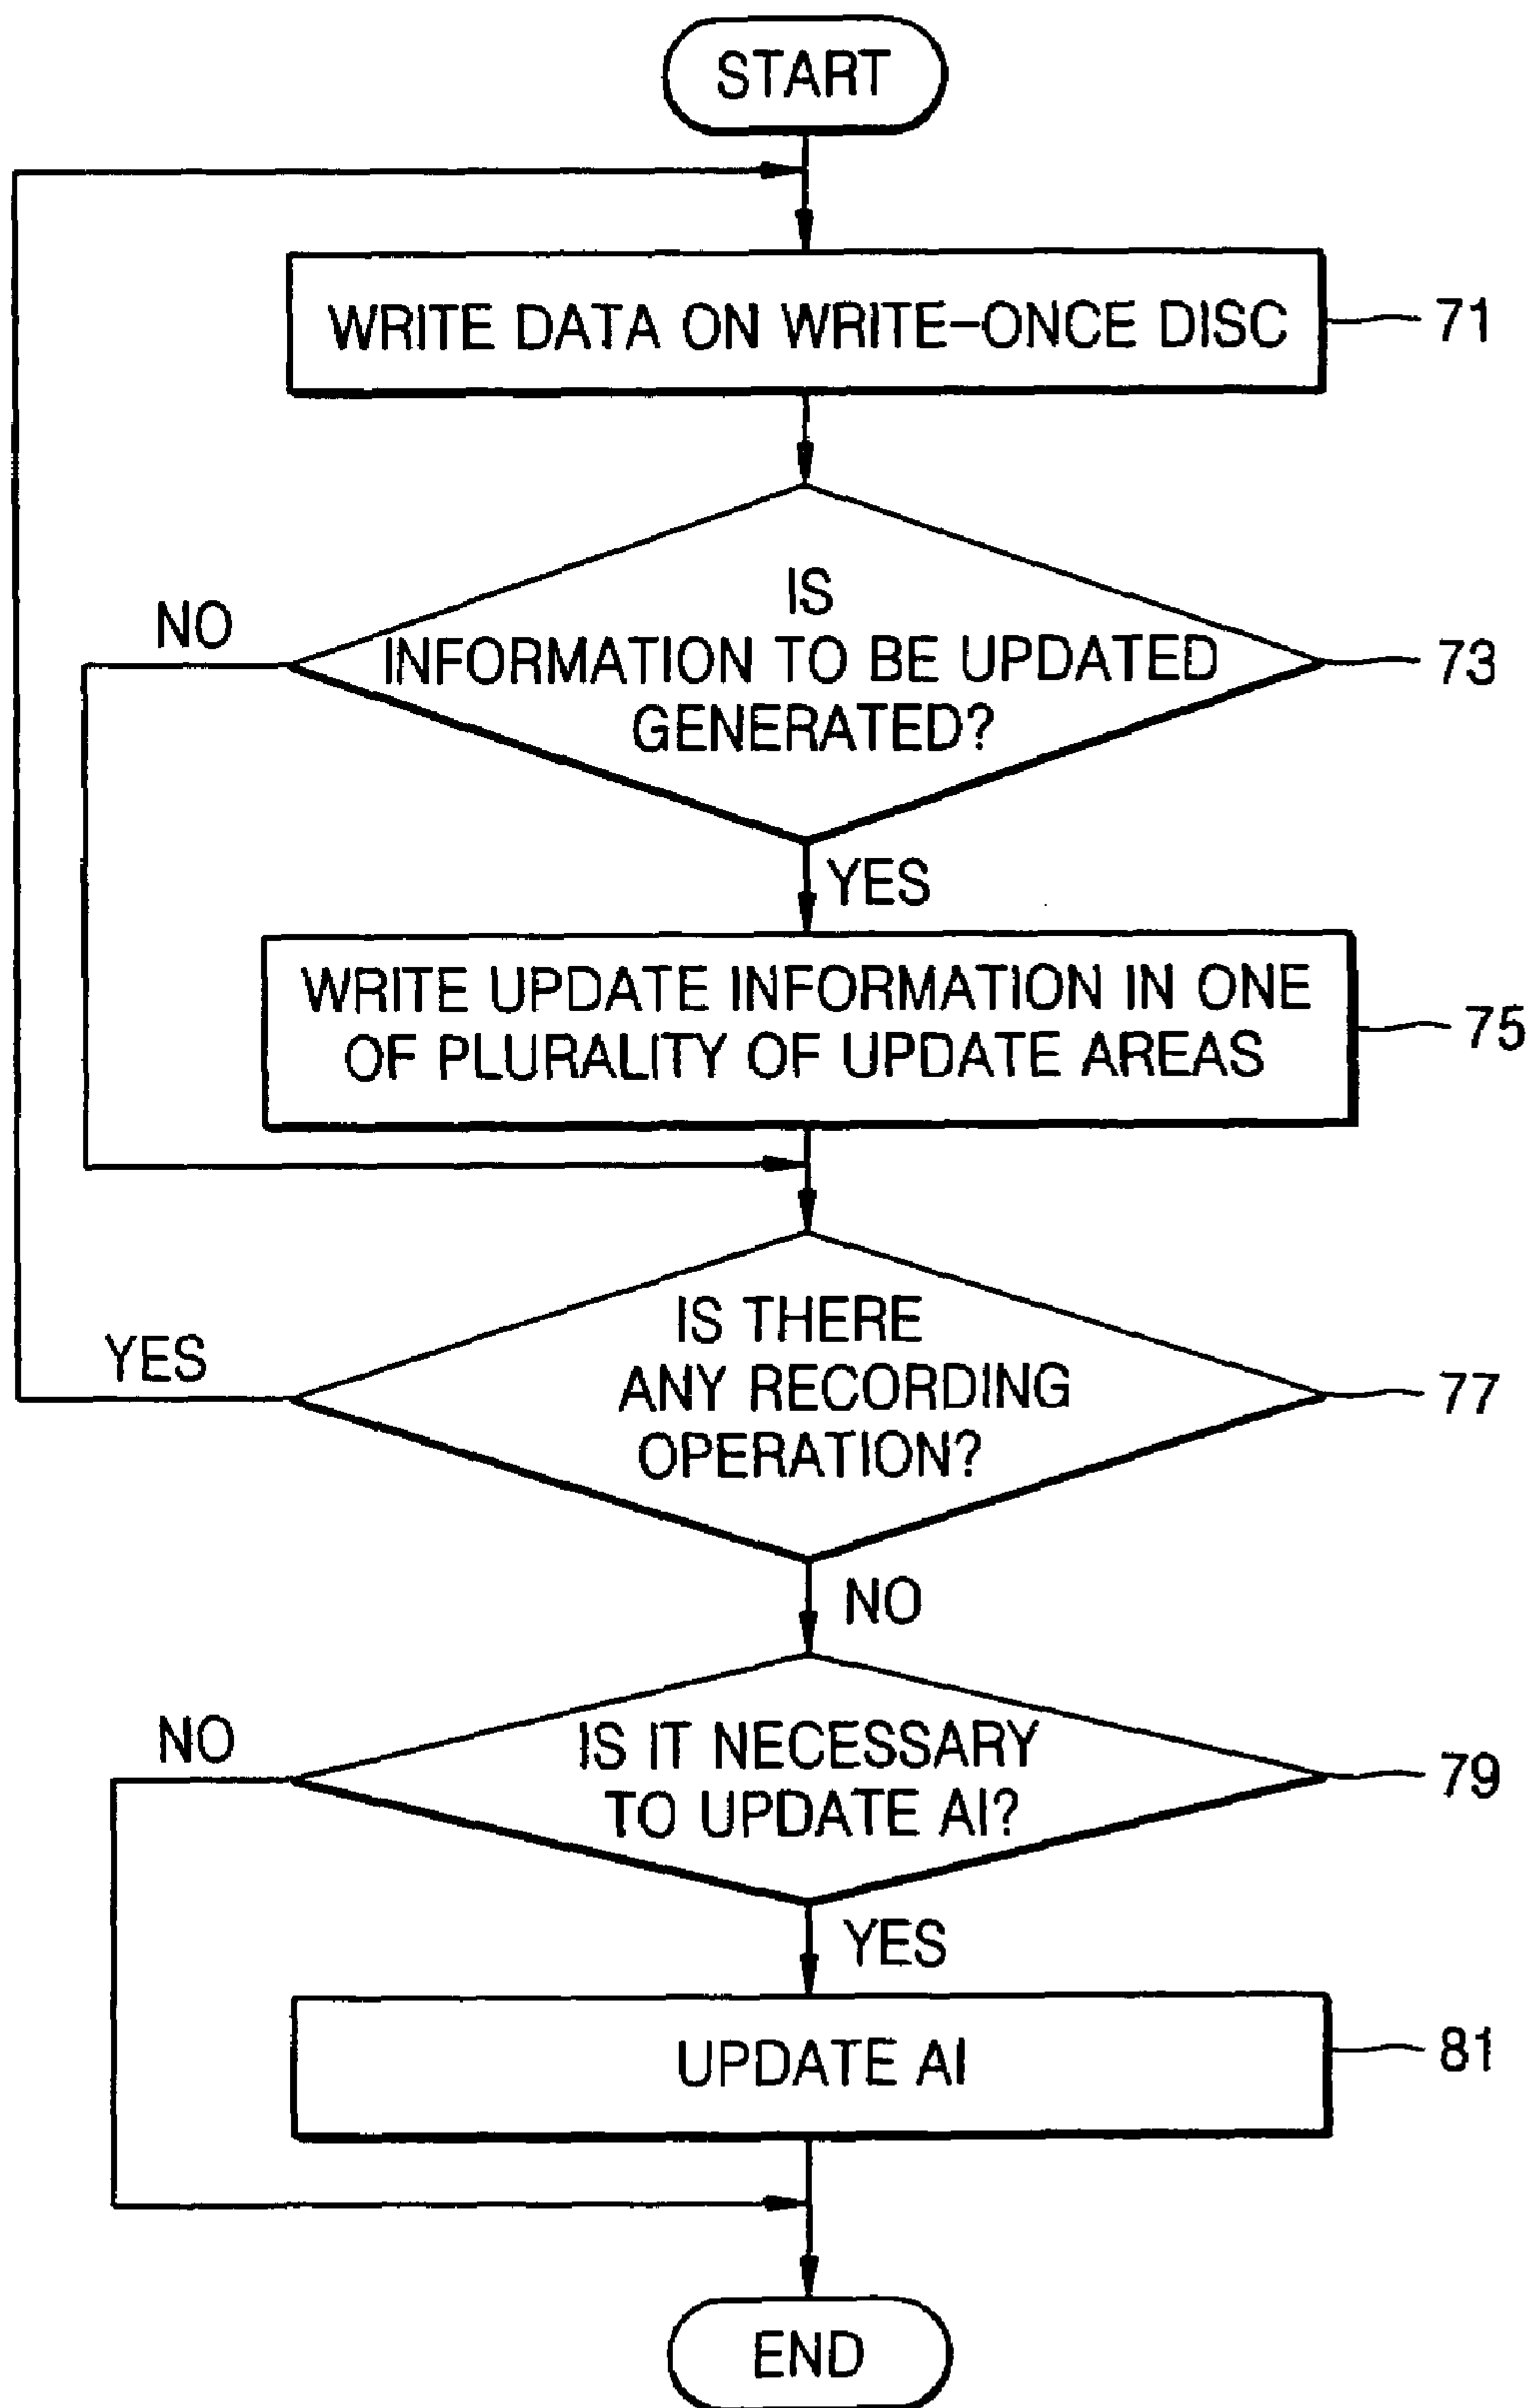 START
WRITE DATA ON WRITE-ONCE DISC
71
NO
IS
INFORMATION TO BE UPDATED
GENERATED?
73
YES
WRITE UPDATE INFORMATION IN ONE
OF PLURALITY OF UPDATE AREAS
75
YES
IS THERE
ANY RECORDING
OPERATION?
77
NO
NO
IS IT NECESSARY
TO UPDATE AI?
79
YES
UPDATE AI
81
END